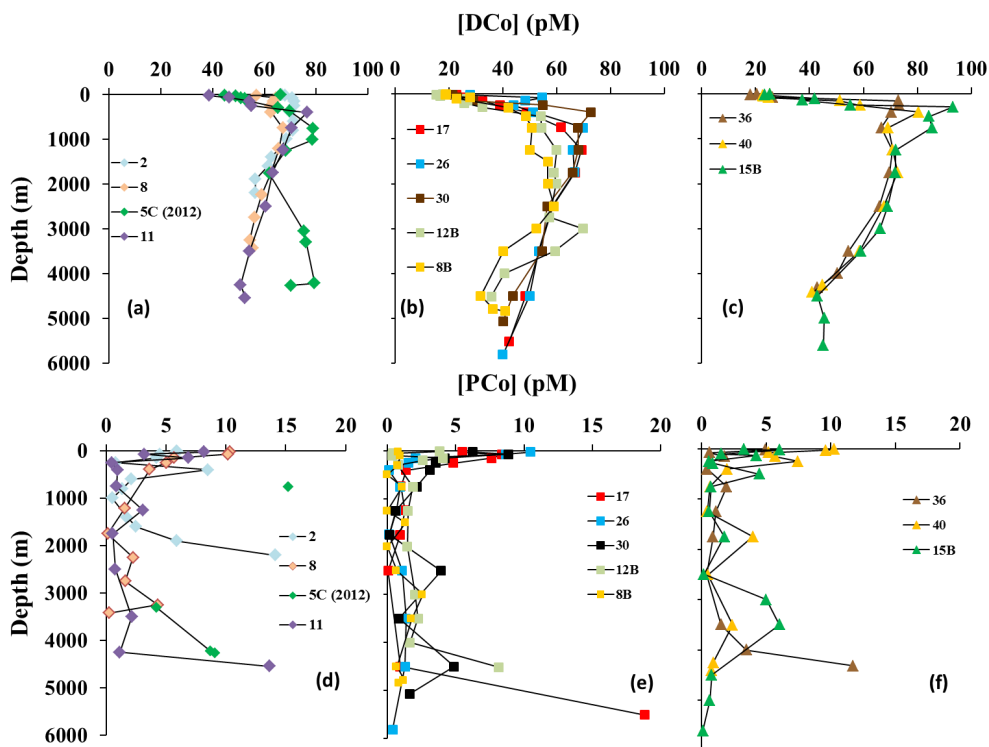 [DCo] (pM)
0 20 40 60 80 100
0 20 40 60 80 100
0 20 40 60 80 100
0
1000
2000
3000
4000
5000
6000
Depth (m)
2
8
5C (2012)
11
(a)
17
26
30
12B
8B
(b)
36
40
15B
(c)
[PCo] (pM)
0 5 10 15 20
0 5 10 15 20
0 5 10 15 20
0
1000
2000
3000
4000
5000
6000
Depth (m)
2
8
5C (2012)
11
(d)
17
26
30
12B
8B
(e)
36
40
15B
(f)